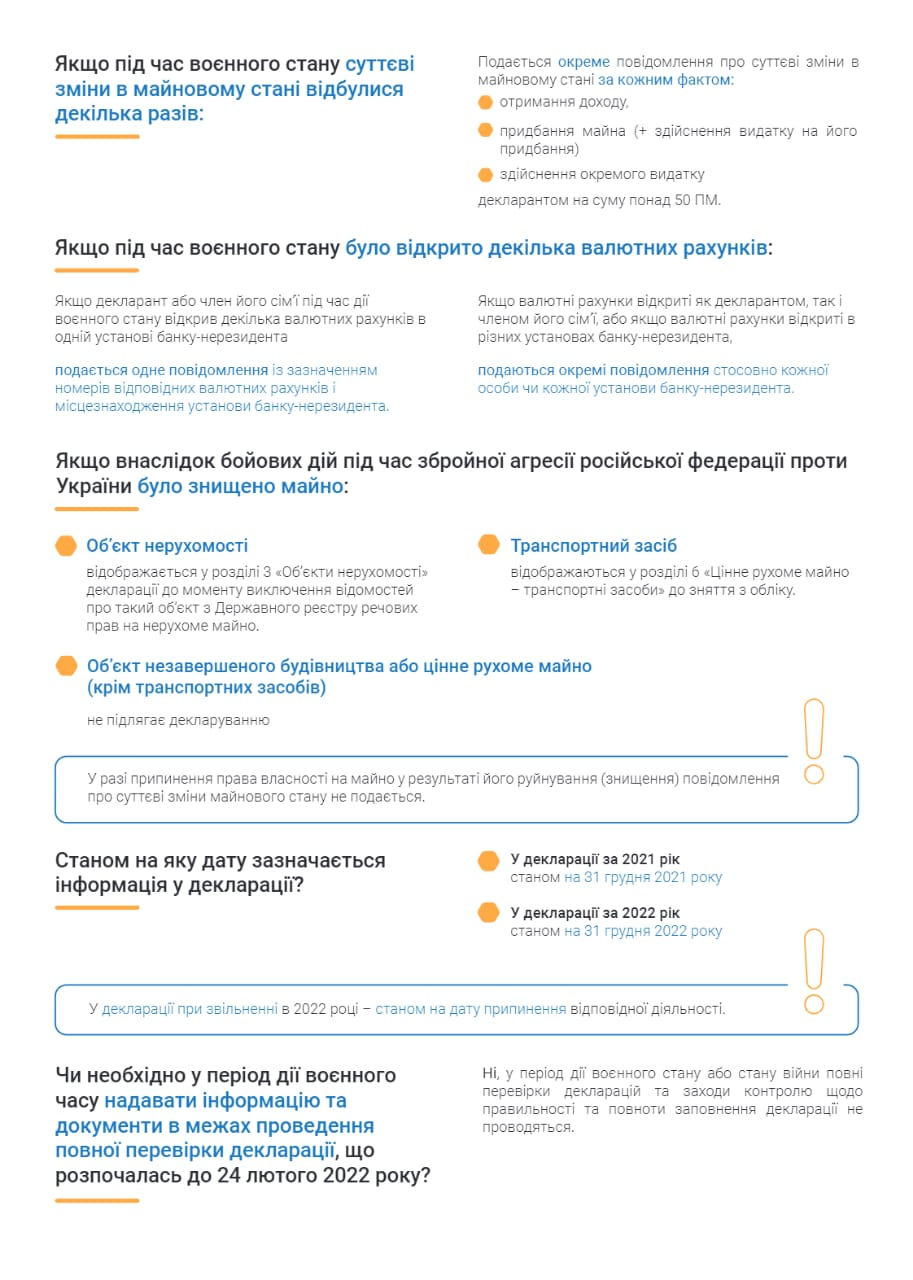 Якщо під час воєнного стану суттєві
зміни в майновому стані відбулися
декілька разів:
Подається окреме повідомлення про суттєві зміни в
майновому стані за кожним фактом:
отримання доходу,
придбання майна (+ здійснення видатку на його
придбання)
здійснення окремого видатку
декларантом на суму понад 50 ПМ.
Якщо під час воєнного стану було відкрито декілька валютних рахунків:
Якщо декларант або член його сім’ї під час дії
воєнного стану відкрив декілька валютних рахунків в
одній установі банку-нерезидента
подається одне повідомлення із зазначенням
номерів відповідних валютних рахунків і
місцезнаходження установи банку-нерезидента.
Якщо валютні рахунки відкриті як декларантом, так і
членом його сім’ї, або якщо валютні рахунки відкриті в
різних установах банку-нерезидента,
подаються окремі повідомлення стосовно кожної
особи чи кожної установи банку-нерезидента.
Якщо внаслідок бойових дій під час збройної агресії російської федерації проти
України було знищено майно:
Об’єкт нерухомості
відображається у розділі 3 «Об’єкти нерухомості»
декларації до моменту виключення відомостей
про такий об’єкт з Державного реєстру речових
прав на нерухоме майно.
Транспортний засіб
відображаються у розділі 6 «Цінне рухоме майно
– транспортні засоби» до зняття з обліку.
Об’єкт незавершеного будівництва або цінне рухоме майно
(крім транспортних засобів)
не підлягає декларуванню
У разі припинення права власності на майно у результаті його руйнування (знищення) повідомлення
про суттєві зміни майнового стану не подається.
Станом на яку дату зазначається
інформація у декларації?
У декларації за 2021 рік
станом на 31 грудня 2021 року
У декларації за 2022 рік
станом на 31 грудня 2022 року
У декларації при звільненні в 2022 році – станом на дату припинення відповідної діяльності.
Чи необхідно у період дії воєнного
часу надавати інформацію та
документи в межах проведення
повної перевірки декларації, що
розпочалась до 24 лютого 2022 року?
Ні, у період дії воєнного стану або стану війни повні
перевірки декларацій та заходи контролю щодо
правильності та повноти заповнення декларації не
проводяться.